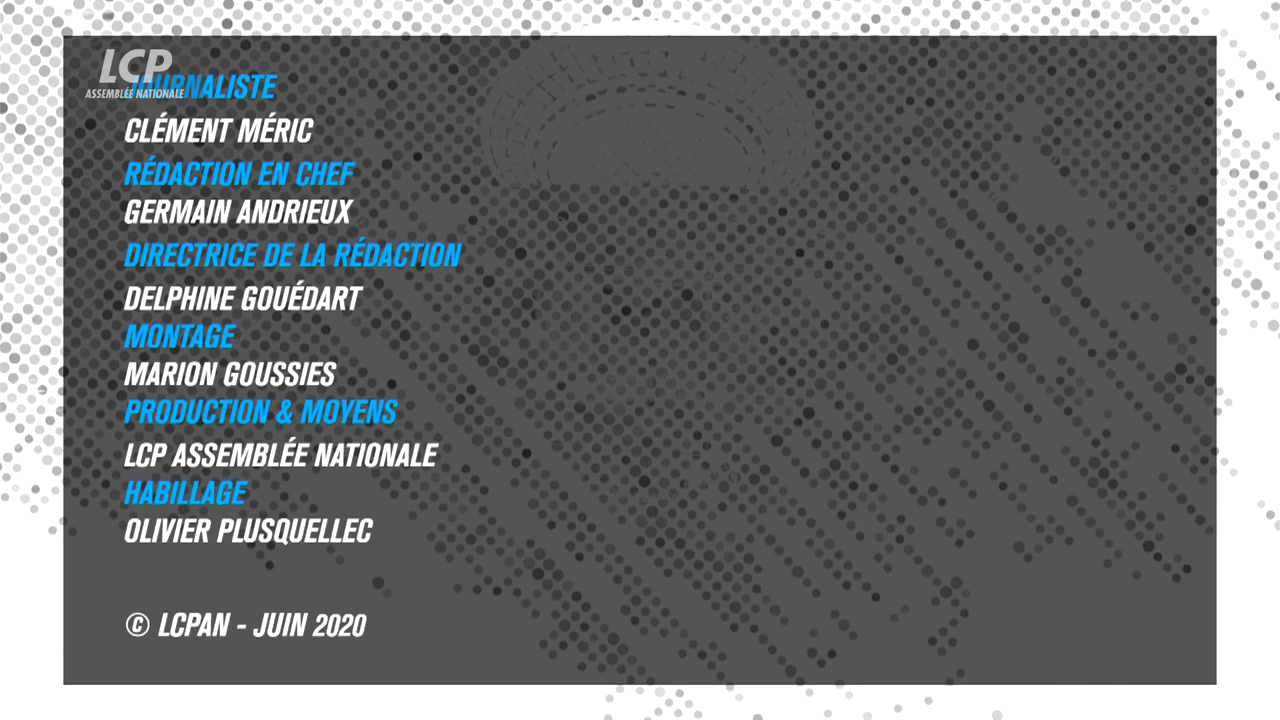 LCP
ASSEMBLÉE NATIONALE
JOURNALISTE
CLÉMENT MÉRIC
RÉDACTION EN CHEF
GERMAIN ANDRIEUX
DIRECTRICE DE LA RÉDACTION
DELPHINE GOUÉDART
MONTAGE
MARION GOUSSIES
PRODUCTION & MOYENS
LCP ASSEMBLÉE NATIONALE
HABILLAGE
OLIVIER PLUSQUELLEC
© LCPAN - JUIN 2020